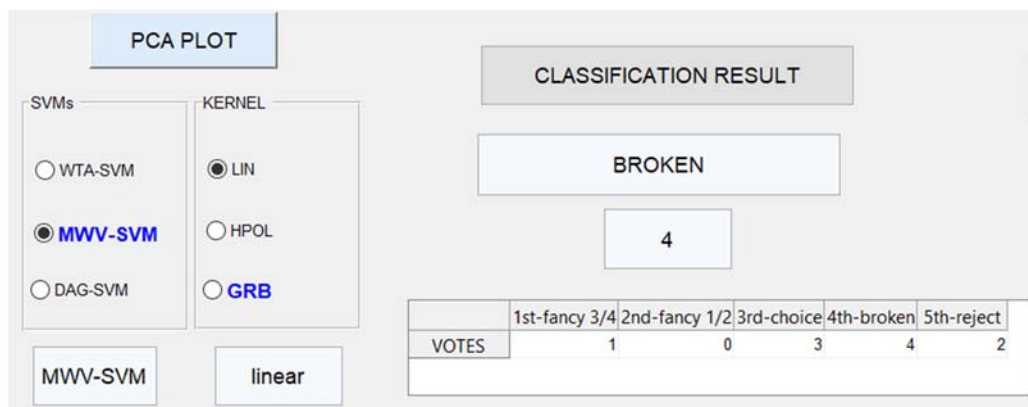 PCA PLOT
SVMs
WTA-SVM
MWV-SVM
DAG-SVM
KERNEL
LIN
HPOL
GRB
MWV-SVM
linear
CLASSIFICATION RESULT
BROKEN
4
1st-fancy 3/4 2nd-fancy 1/2 3rd-choice 4th-broken 5th-reject
VOTES 1 0 3 4 2